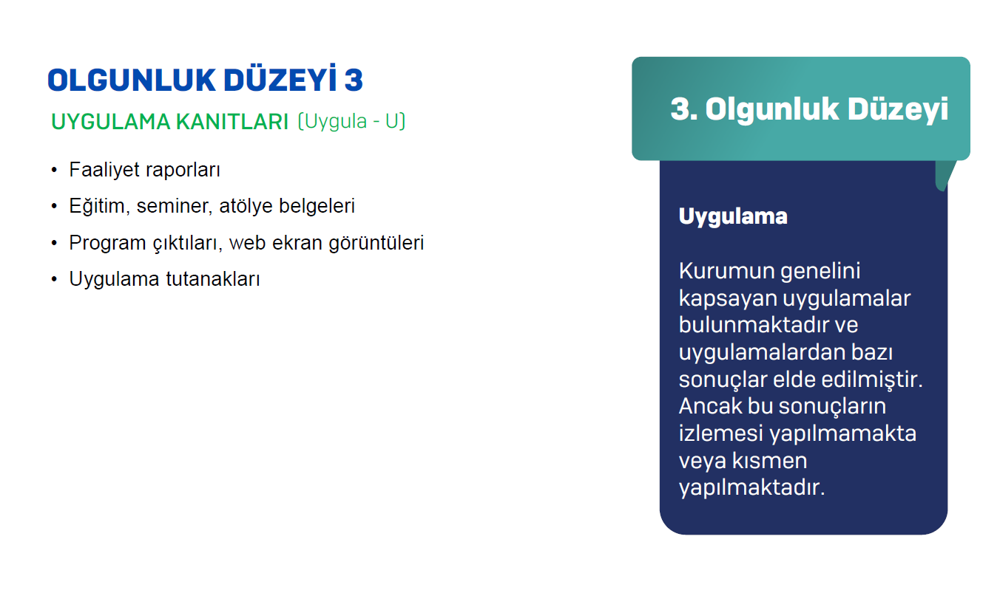 OLGUNLUK DÜZEYİ 3
UYGULAMA KANITLARI (Uygula - U)
• Faaliyet raporları
• Eğitim, seminer, atölye belgeleri
• Program çıktıları, web ekran görüntüleri
• Uygulama tutanakları
3. Olgunluk Düzeyi
Uygulama
Kurumun genelini
kapsayan uygulamalar
bulunmaktadır ve
uygulamalardan bazı
sonuçlar elde edilmiştir.
Ancak bu sonuçların
izlemesi yapılmamakta
veya kısmen
yapılmaktadır.